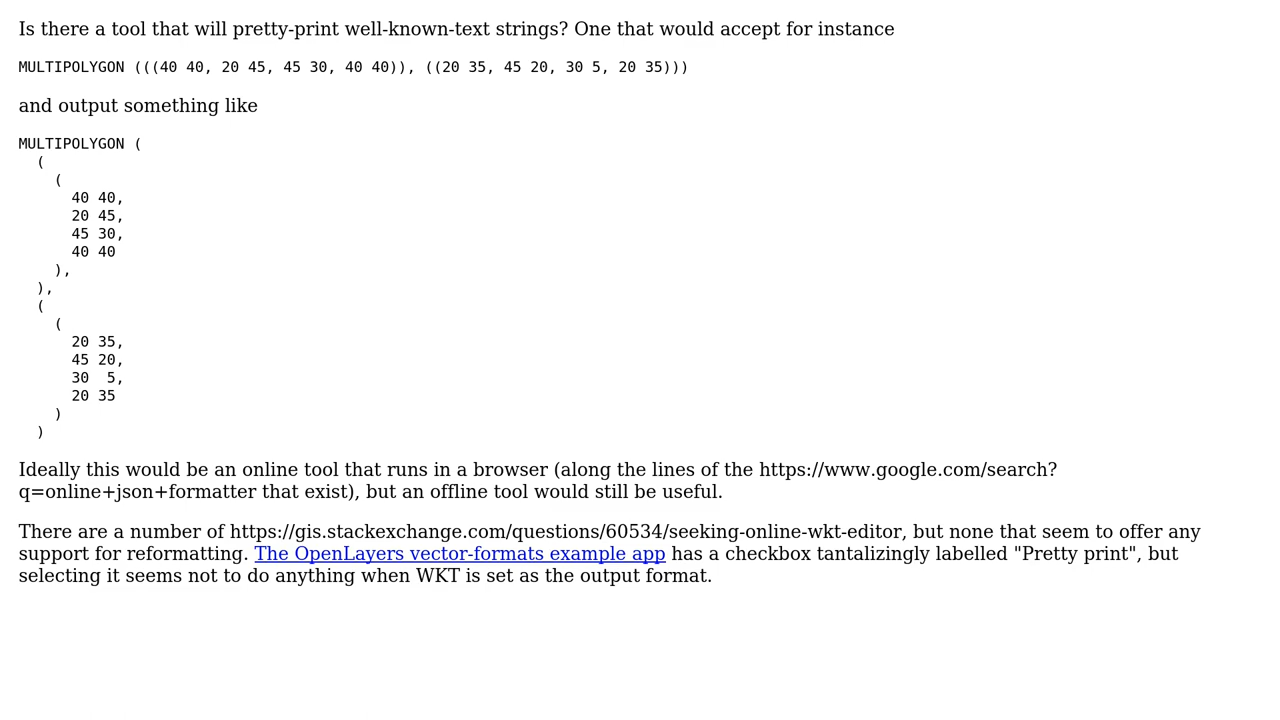 Is there a tool that will pretty-print well-known-text strings? One that would accept for instance
MULTIPOLYGON (((40 40, 20 45, 45 30, 40 40)), ((20 35, 45 20, 30 5, 20 35)))
and output something like
MULTIPOLYGON (
  (
    (
      40 40,
      20 45,
      45 30,
      40 40
    ),
  ),
  (
    (
      20 35,
      45 20,
      30  5,
      20 35
    )
  )
Ideally this would be an online tool that runs in a browser (along the lines of the https://www.google.com/search?
q=online+json+formatter that exist), but an offline tool would still be useful.
There are a number of https://gis.stackexchange.com/questions/60534/seeking-online-wkt-editor, but none that seem to offer any
support for reformatting. The OpenLayers vector-formats example app has a checkbox tantalizingly labelled "Pretty print", but
selecting it seems not to do anything when WKT is set as the output format.